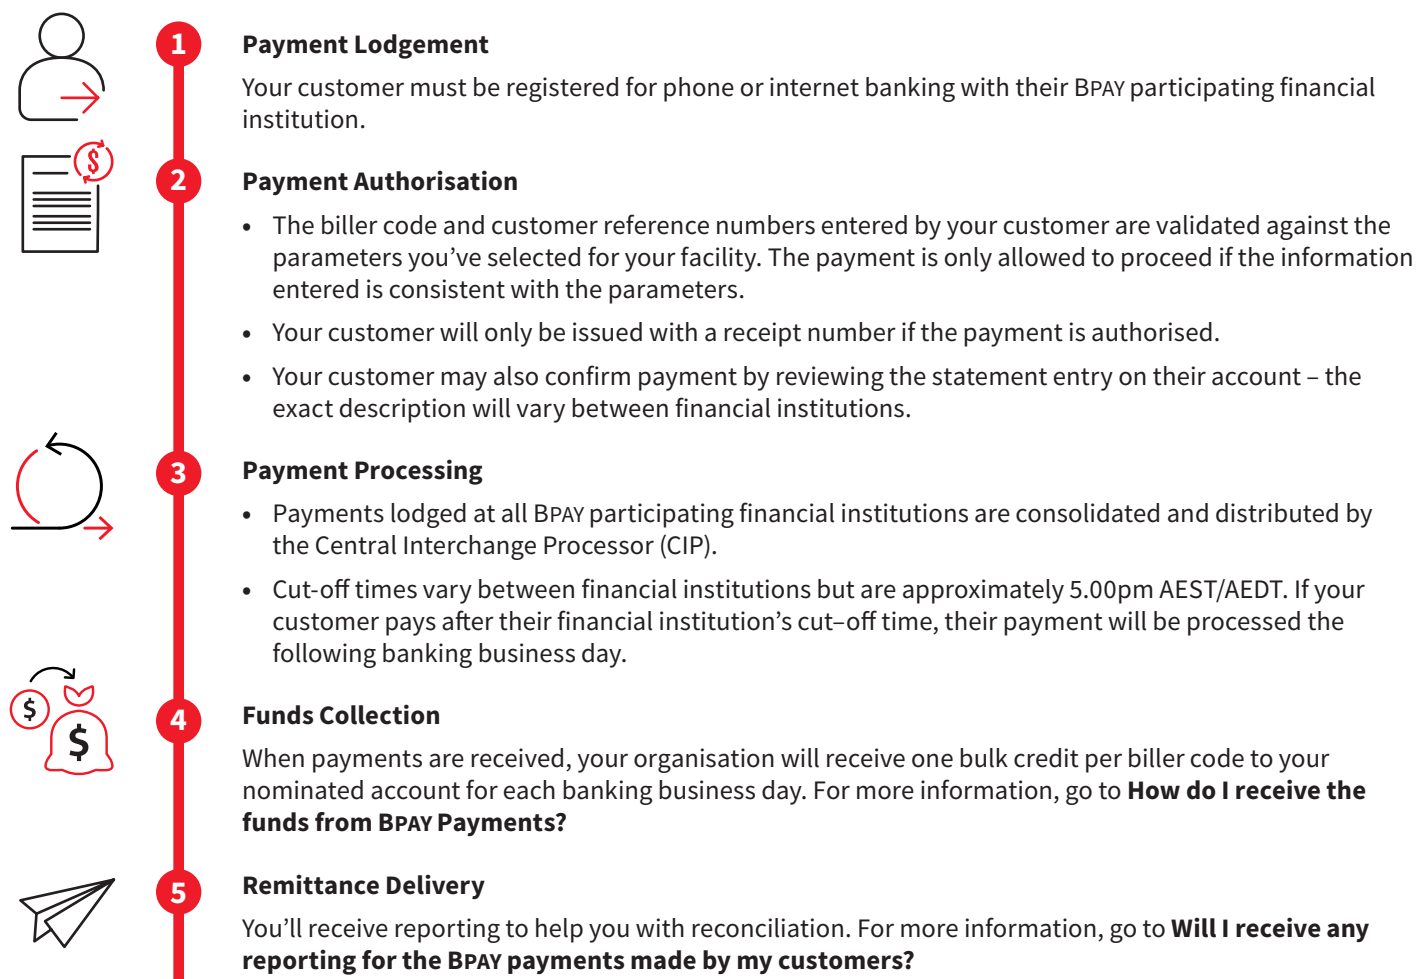 1
Payment Lodgement
Your customer must be registered for phone or internet banking with their BPAY participating financial
institution.
$
2
Payment Authorisation
• The biller code and customer reference numbers entered by your customer are validated against the
parameters you’ve selected for your facility. The payment is only allowed to proceed if the information
entered is consistent with the parameters.
• Your customer will only be issued with a receipt number if the payment is authorised.
• Your customer may also confirm payment by reviewing the statement entry on their account – the
exact description will vary between financial institutions.
3
Payment Processing
• Payments lodged at all BPAY participating financial institutions are consolidated and distributed by
the Central Interchange Processor (CIP).
• Cut-off times vary between financial institutions but are approximately 5.00pm AEST/AEDT. If your
customer pays after their financial institution’s cut–off time, their payment will be processed the
following banking business day.
$
$
4
Funds Collection
When payments are received, your organisation will receive one bulk credit per biller code to your
nominated account for each banking business day. For more information, go to How do I receive the
funds from BPAY Payments?
5
Remittance Delivery
You’ll receive reporting to help you with reconciliation. For more information, go to Will I receive any
reporting for the BPAY payments made by my customers?